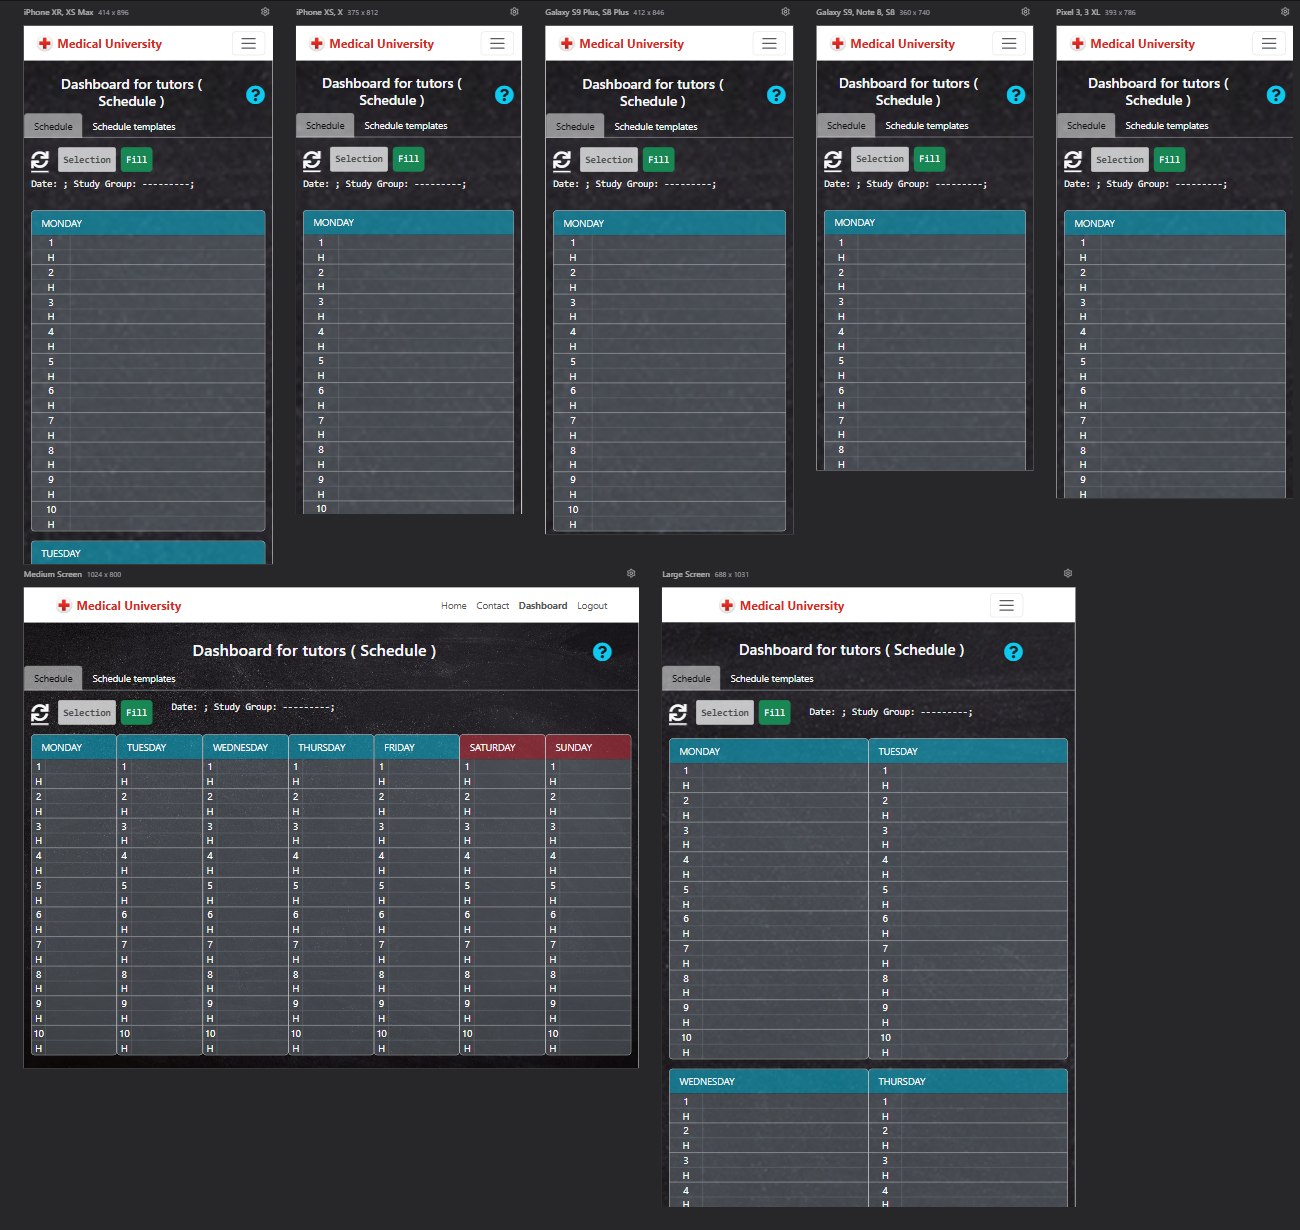 iPhone XR, XS Max 414 x 896
Medical University
Dashboard for tutors (
Schedule )
?
Schedule Schedule templates
Selection Fill
Date: ; Study Group: ---------;
MONDAY
1
H
2
H
3
H
4
H
5
H
6
H
7
H
8
H
9
H
10
H
TUESDAY
iPhone XS, X 375 x 812
Medical University
Dashboard for tutors (
Schedule )
?
Schedule Schedule templates
Selection Fill
Date: ; Study Group: ---------;
MONDAY
1
H
2
H
3
H
4
H
5
H
6
H
7
H
8
H
9
H
10
Galaxy S9 Plus, S8 Plus 412 x 846
Medical University
Dashboard for tutors (
Schedule )
?
Schedule Schedule templates
Selection Fill
Date: ; Study Group: ---------;
MONDAY
1
H
2
H
3
H
4
H
5
H
6
H
7
H
8
H
9
H
10
H
Galaxy S9, Note 8, S8 360 x 740
Medical University
Dashboard for tutors (
Schedule )
?
Schedule Schedule templates
Selection Fill
Date: ; Study Group: ---------;
MONDAY
1
H
2
H
3
H
4
H
5
H
6
H
7
H
8
H
Pixel 3, 3 XL 393 x 786
Medical University
Dashboard for tutors (
Schedule )
?
Schedule Schedule templates
Selection Fill
Date: ; Study Group: ---------;
MONDAY
1
H
2
H
3
H
4
H
5
H
6
H
7
H
8
H
9
H
Medium Screen 1024 x 800
Medical University Home Contact Dashboard Logout
Dashboard for tutors ( Schedule ) ?
Schedule Schedule templates
Selection Fill Date: ; Study Group: ---------;
MONDAY TUESDAY WEDNESDAY THURSDAY FRIDAY SATURDAY SUNDAY
1 1 1 1 1 1 1
H H H H H H H
2 2 2 2 2 2 2
H H H H H H H
3 3 3 3 3 3 3
H H H H H H H
4 4 4 4 4 4 4
H H H H H H H
5 5 5 5 5 5 5
H H H H H H H
6 6 6 6 6 6 6
H H H H H H H
7 7 7 7 7 7 7
H H H H H H H
8 8 8 8 8 8 8
H H H H H H H
9 9 9 9 9 9 9
H H H H H H H
10 10 10 10 10 10 10
H H H H H H H
Large Screen 688 x 1031
Medical University
Dashboard for tutors ( Schedule ) ?
Schedule Schedule templates
Selection Fill Date: ; Study Group: ---------;
MONDAY TUESDAY
1 1
H H
2 2
H H
3 3
H H
4 4
H H
5 5
H H
6 6
H H
7 7
H H
8 8
H H
9 9
H H
10 10
H H
WEDNESDAY THURSDAY
1 1
H H
2 2
H H
3 3
H H
4 4
H H